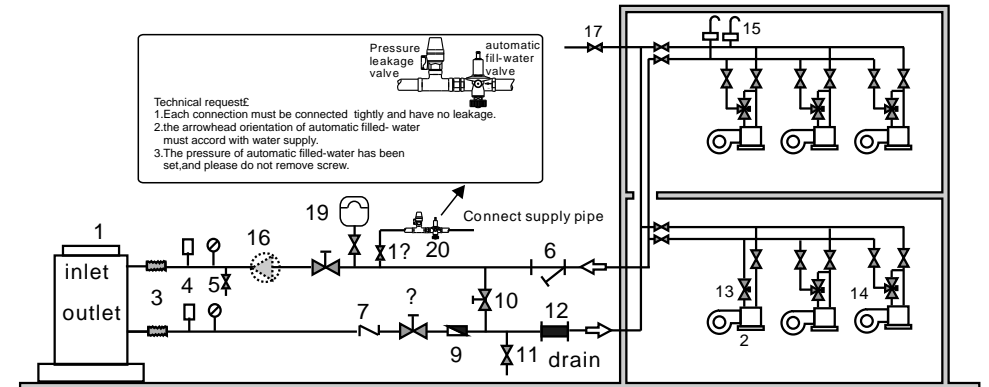 17
15
Pressure
leakage
valve
automatic
fill-water
valve
Technical request£
1.Each connection must be connected tightly and have no leakage.
2.the arrowhead orientation of automatic filled- water
must accord with water supply.
3.The pressure of automatic filled-water has been
set,and please do not remove screw.
19
Connect supply pipe
1
16
1?
20
6
inlet
outlet
3
4
5
7
?
9
10
11
12
drain
13
14
2